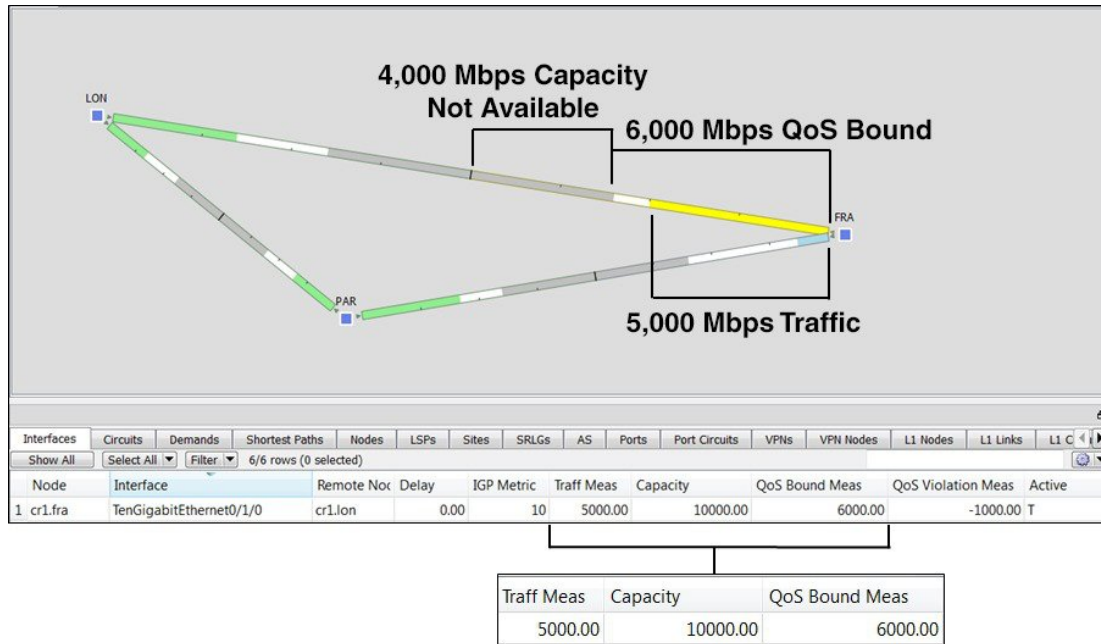 4,000 Mbps Capacity
Not Available
LON
6,000 Mbps QoS Bound
FRA
PAR
5,000 Mbps Traffic
Interfaces Circuits Demands Shortest Paths Nodes LSPs Sites SRLGs AS Ports Port Circuits VPNs VPN Nodes L1 Nodes L1 Links L1 C
Show All Select All Filter 6/6 rows (0 selected)
Node Interface Remote Noc Delay IGP Metric Traff Meas Capacity QoS Bound Meas QoS Violation Meas Active
1 cr1.fra TenGigabitEthernet0/1/0 cr1.lon 0.00 10 5000.00 10000.00 6000.00 -1000.00 T
Traff Meas Capacity QoS Bound Meas
5000.00 10000.00 6000.00